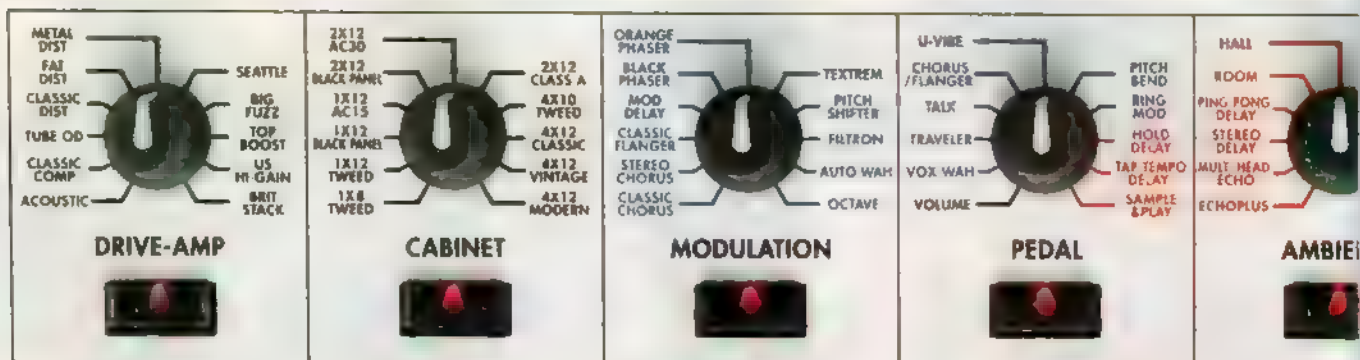 METAL
DIST
FAT
DIST
CLASSIC
DIST
TUBE OD
CLASSIC
COMP
ACOUSTIC
SEATTLE
BIG
FUZZ
TOP
BOOST
US
HI-GAIN
BRIT
STACK
DRIVE-AMP
2X12
AC30
2X12
BLACK PANEL
1X12
AC15
1X12
BLACK PANEL
1X12
TWEED
1X8
TWEED
2X12
CLASS A
4X10
TWEED
4X12
CLASSIC
4X12
VINTAGE
4X12
MODERN
CABINET
ORANGE
PHASER
BLACK
PHASER
MOD
DELAY
CLASSIC
FLANGER
STEREO
CHORUS
CLASSIC
CHORUS
TEXTREM
PITCH
SHIFTER
FILTRON
AUTO WAH
OCTAVE
MODULATION
U-VIBE
CHORUS
/FLANGER
TALK
TRAVELER
VOX WAH
VOLUME
PITCH
BEND
RING
MOD
HOLD
DELAY
TAP TEMPO
DELAY
SAMPLE
&PLAY
PEDAL
HALL
ROOM
PING PONG
DELAY
STEREO
DELAY
MULT HEAD
ECHO
ECHOPLUS
AMBIE